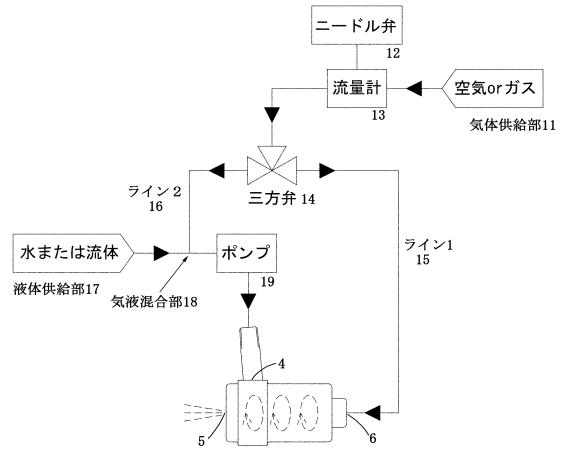 ニードル弁
12
流量計
13
空気orガス
気体供給部11
三方弁14
ライン2
16
ライン1
15
水または流体
液体供給部17
気液混合部18
ポンプ
19
4
5
6